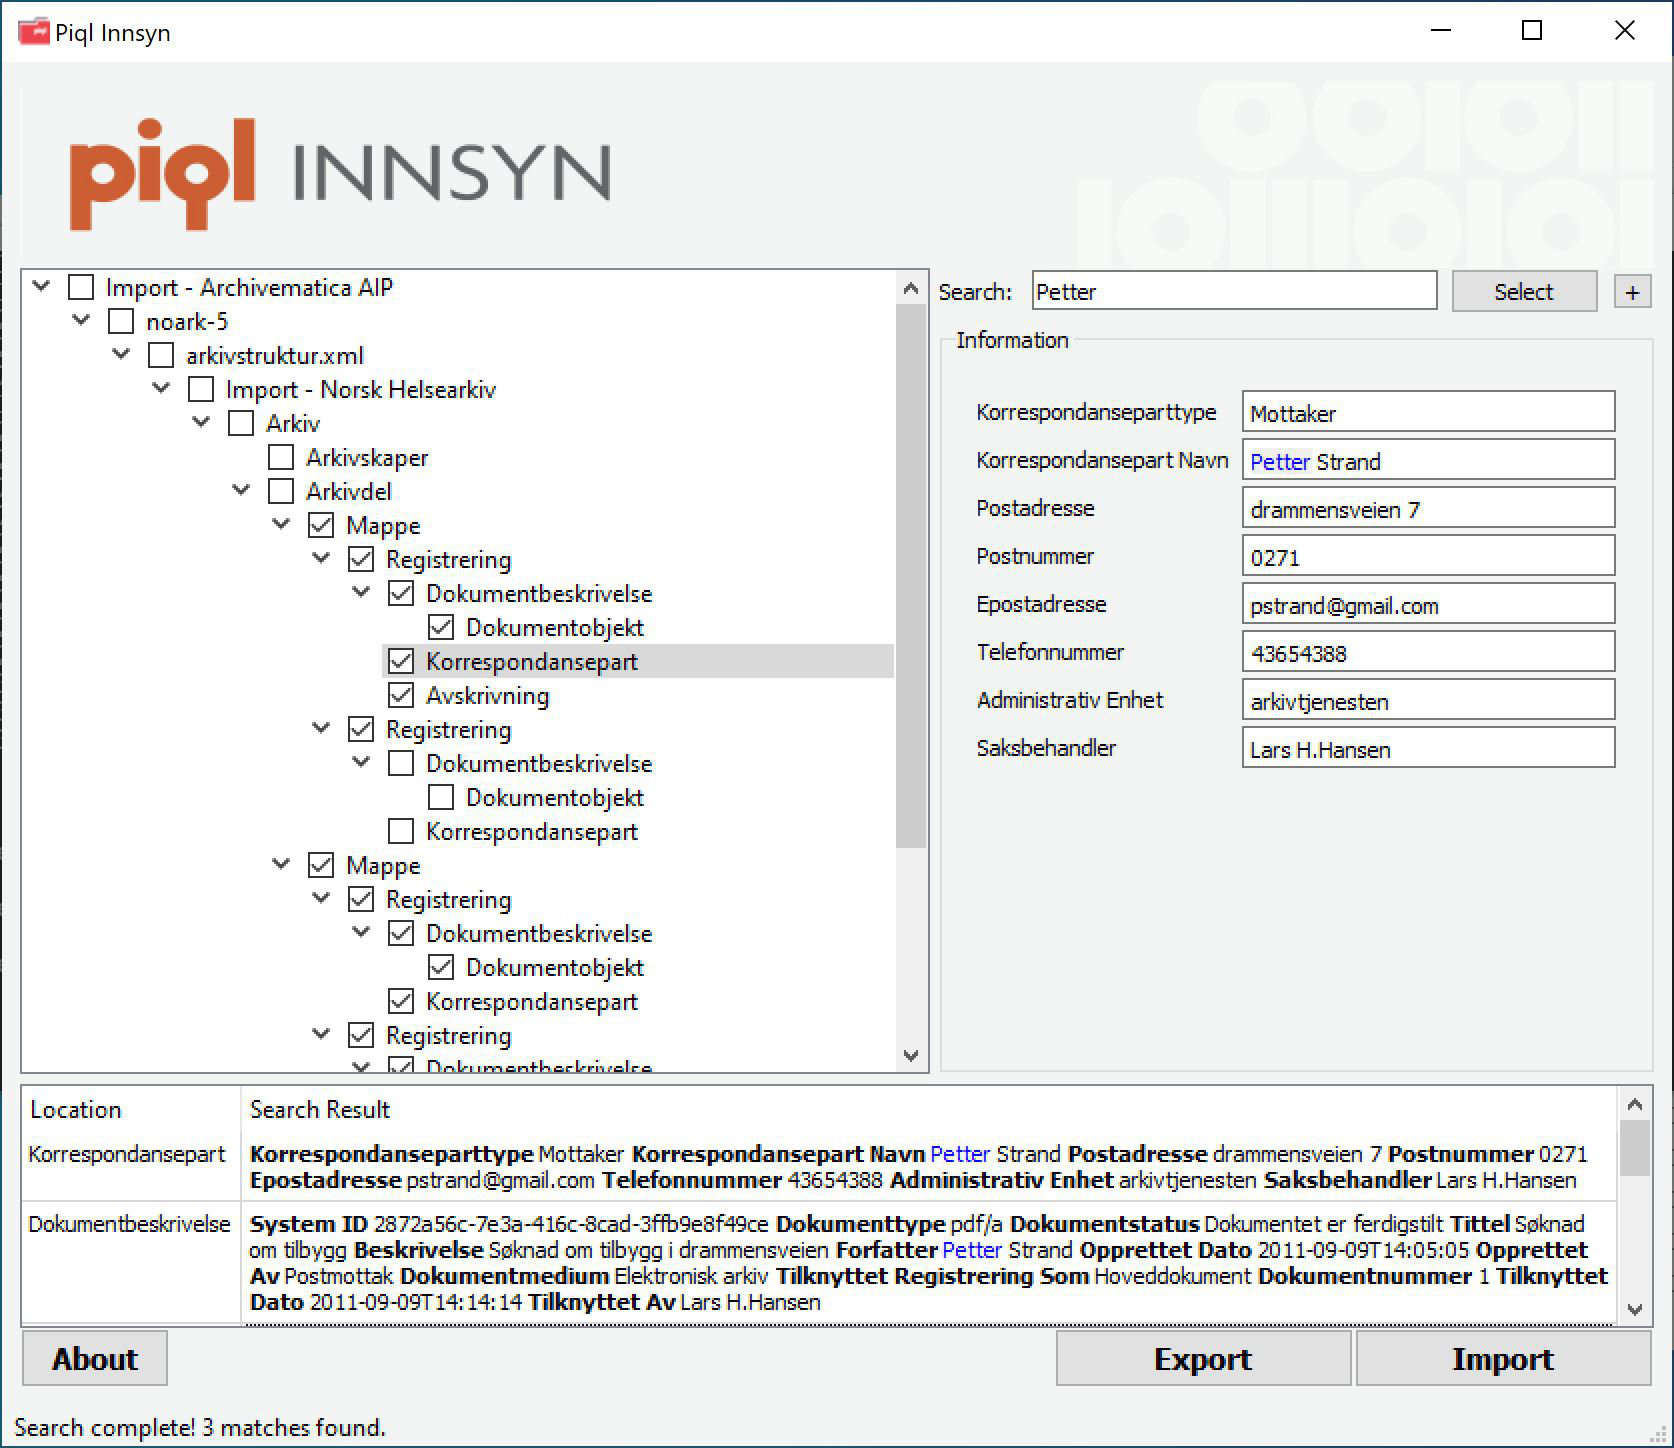 Piql Innsyn
piql INNSYN
Import - Archivematica AIP
noark-5
arkivstruktur.xml
Import - Norsk Helsearkiv
Arkiv
Arkivskaper
Arkivdel
Mappe
Registrering
Dokumentbeskrivelse
Dokumentobjekt
Korrespondansepart
Avskrivning
Registrering
Dokumentbeskrivelse
Dokumentobjekt
Korrespondansepart
Mappe
Registrering
Dokumentbeskrivelse
Dokumentobjekt
Korrespondansepart
Registrering
Dokumentbeskrivelse
Search: Petter Select +
Information
Korrespondanseparttype Mottaker
Korrespondansepart Navn Petter Strand
Postadresse drammensveien 7
Postnummer 0271
Epostadresse pstrand@gmail.com
Telefonnummer 43654388
Administrativ Enhet arkivtjenesten
Saksbehandler Lars H.Hansen
Location Search Result
Korrespondansepart Korrespondanseparttype Mottaker Korrespondansepart Navn Petter Strand Postadresse drammensveien 7 Postnummer 0271
Epostadresse pstrand@gmail.com Telefonnummer 43654388 Administrativ Enhet arkivtjenesten Saksbehandler Lars H.Hansen
Dokumentbeskrivelse System ID 2872a56c-7e3a-416c-8cad-3ffb9e8f49ce Dokumenttype pdf/a Dokumentstatus Dokumentet er ferdigstilt Tittel Søknad
om tilbygg Beskrivelse Søknad om tilbygg i drammensveien Forfatter Petter Strand Opprettet Dato 2011-09-09T14:05:05 Opprettet
Av Postmottak Dokumentmedium Elektronisk arkiv Tilknyttet Registrering Som Hoveddokument Dokumentnummer 1 Tilknyttet
Dato 2011-09-09T14:14:14 Tilknyttet Av Lars H.Hansen
About Export Import
Search complete! 3 matches found.